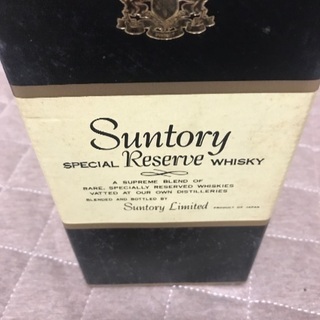 Suntory
SPECIAL Reserve WHISKY
A SUPREME BLEND OF
RARE, SPECIALLY RESERVED WHISKIES
VATTED AT OUR OWN DISTILLERIES
BLENDED AND BOTTLED BY
Suntory Limited PRODUCT OF JAPAN